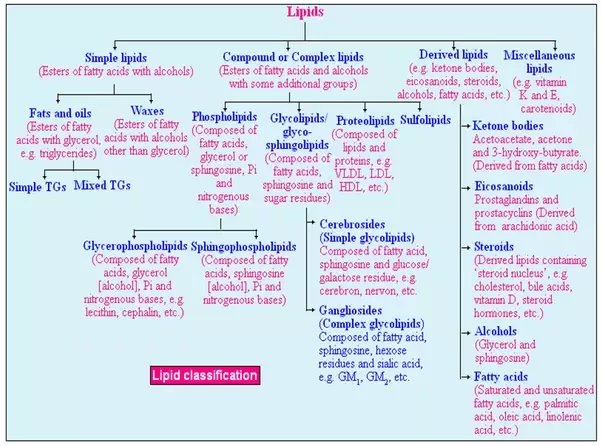 Lipids
Simple lipids
(Esters of fatty acids with alcohols)
Compound or Complex lipids
(Esters of fatty acids and alcohols
with some additional groups)
Derived lipids
(e.g. ketone bodies,
eicosanoids, steroids,
alcohols, fatty acids, etc.)
Miscellaneous
lipids
(e.g. vitamin
K and E,
carotenoids)
Fats and oils
(Esters of fatty
acids with glycerol,
e.g. triglycerides)
Waxes
(Esters of fatty
acids with alcohols
other than glycerol)
Simple TGs
Mixed TGs
Phospholipids
(Composed of
fatty acids,
glycerol or
sphingosine, Pi
and
nitrogenous
bases)
Glycolipids/
glyco-
sphingolipids
(Composed of
fatty acids,
sphingosine and
sugar residues)
Proteolipids
(Composed of
lipids and
proteins, e.g.
VLDL, LDL,
HDL, etc.)
Sulfolipids
Glycerophospholipids
(Composed of fatty
acids, glycerol
[alcohol], Pi and
nitrogenous bases, e.g.
lecithin, cephalin, etc.)
Sphingophospholipids
(Composed of fatty
acids, sphingosine
[alcohol], Pi and
nitrogenous bases)
Cerebrosides
(Simple glycolipids)
Composed of fatty acid,
sphingosine and glucose/
galactose residue, e.g.
cerebron, nervon, etc.
Gangliosides
(Complex glycolipids)
Composed of fatty acid,
sphingosine, hexose
residues and sialic acid,
e.g. GM1, GM2, etc.
Ketone bodies
Acetoacetate, acetone
and 3-hydroxy-butyrate.
(Derived from fatty acids)
Eicosanoids
Prostaglandins and
prostacyclins (Derived
from arachidonic acid)
Steroids
(Derived lipids containing
‘steroid nucleus’, e.g.
cholesterol, bile acids,
vitamin D, steroid
hormones, etc.)
Alcohols
(Glycerol and
sphingosine)
Fatty acids
(Saturated and unsaturated
fatty acids, e.g. palmitic
acid, oleic acid, linolenic
acid, etc.)
Lipid classification